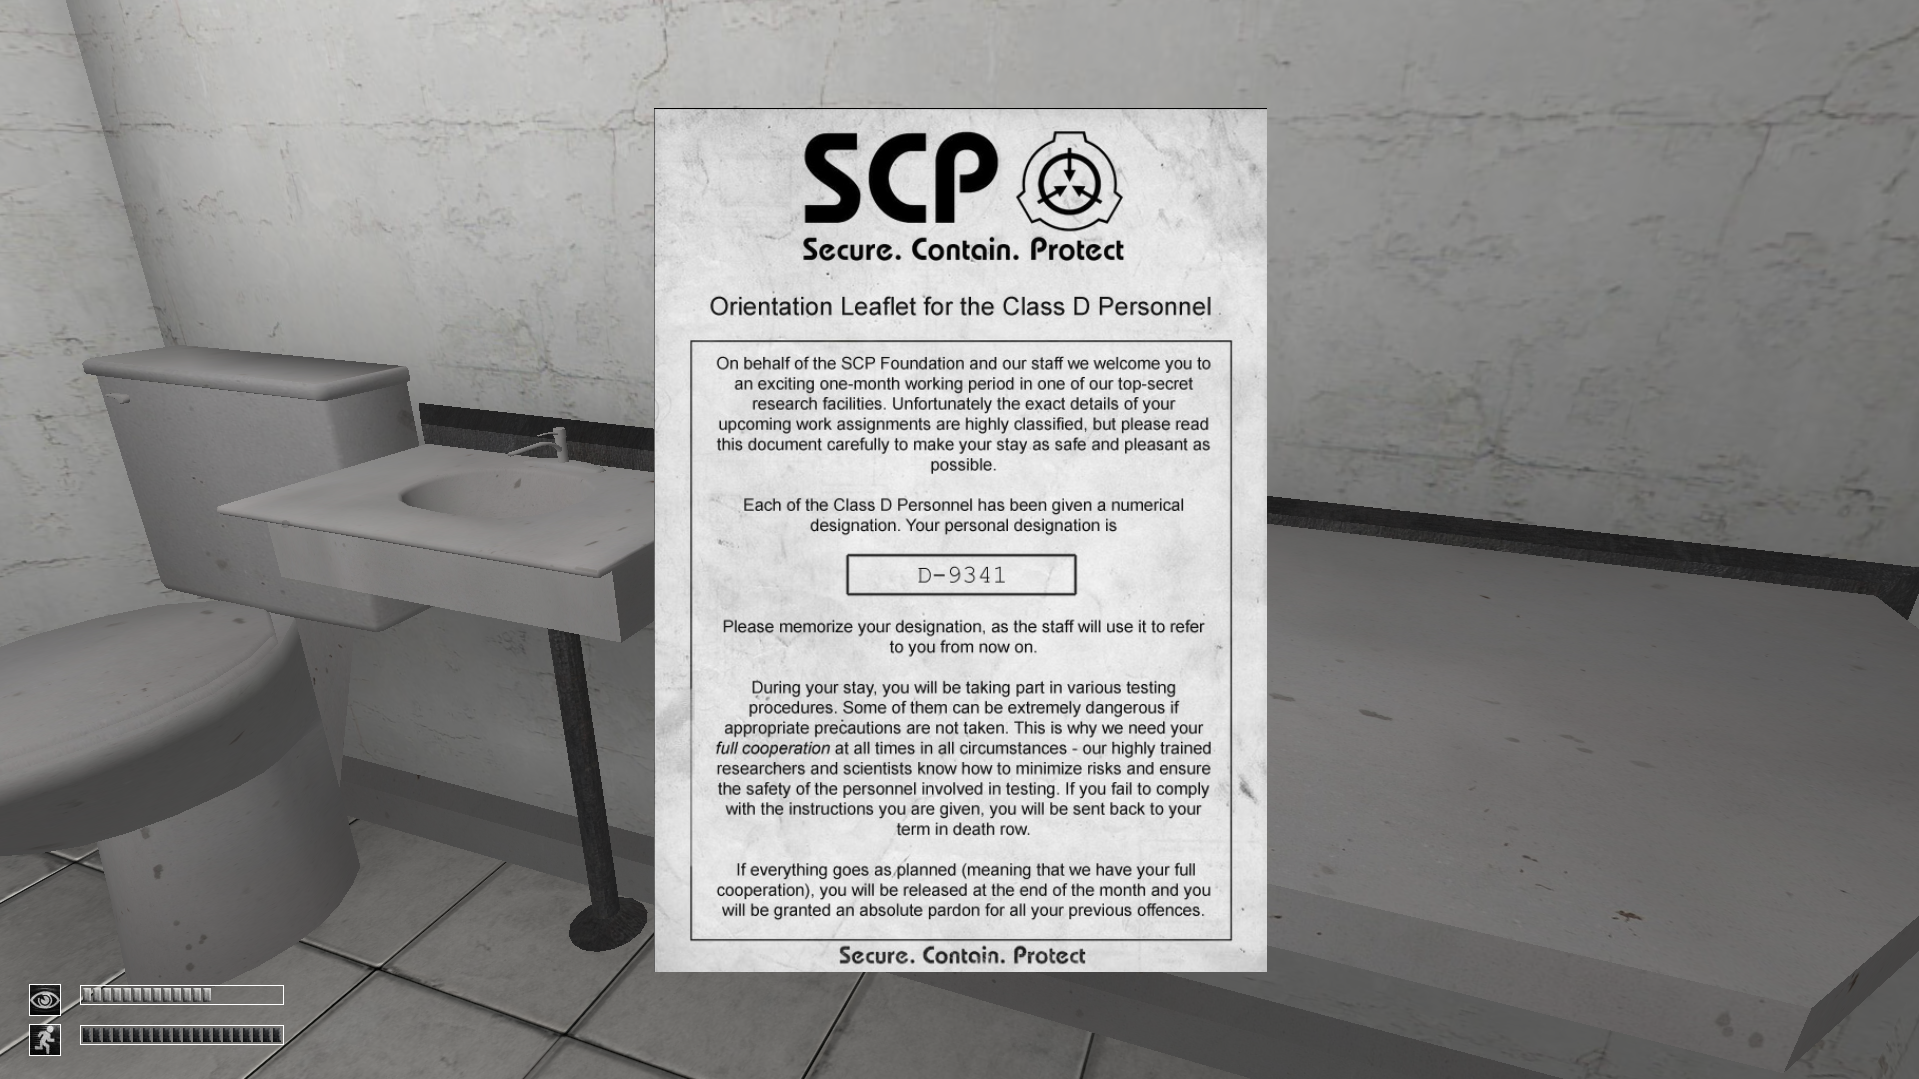 SCP
Secure. Contain. Protect
Orientation Leaflet for the Class D Personnel
On behalf of the SCP Foundation and our staff we welcome you to
an exciting one-month working period in one of our top-secret
research facilities. Unfortunately the exact details of your
upcoming work assignments are highly classified, but please read
this document carefully to make your stay as safe and pleasant as
possible.
Each of the Class D Personnel has been given a numerical
designation. Your personal designation is
D-9341
Please memorize your designation, as the staff will use it to refer
to you from now on.
During your stay, you will be taking part in various testing
procedures. Some of them can be extremely dangerous if
appropriate precautions are not taken. This is why we need your
full cooperation at all times in all circumstances - our highly trained
researchers and scientists know how to minimize risks and ensure
the safety of the personnel involved in testing. If you fail to comply
with the instructions you are given, you will be sent back to your
term in death row.
If everything goes as planned (meaning that we have your full
cooperation), you will be released at the end of the month and you
will be granted an absolute pardon for all your previous offences.
Secure. Contain. Protect